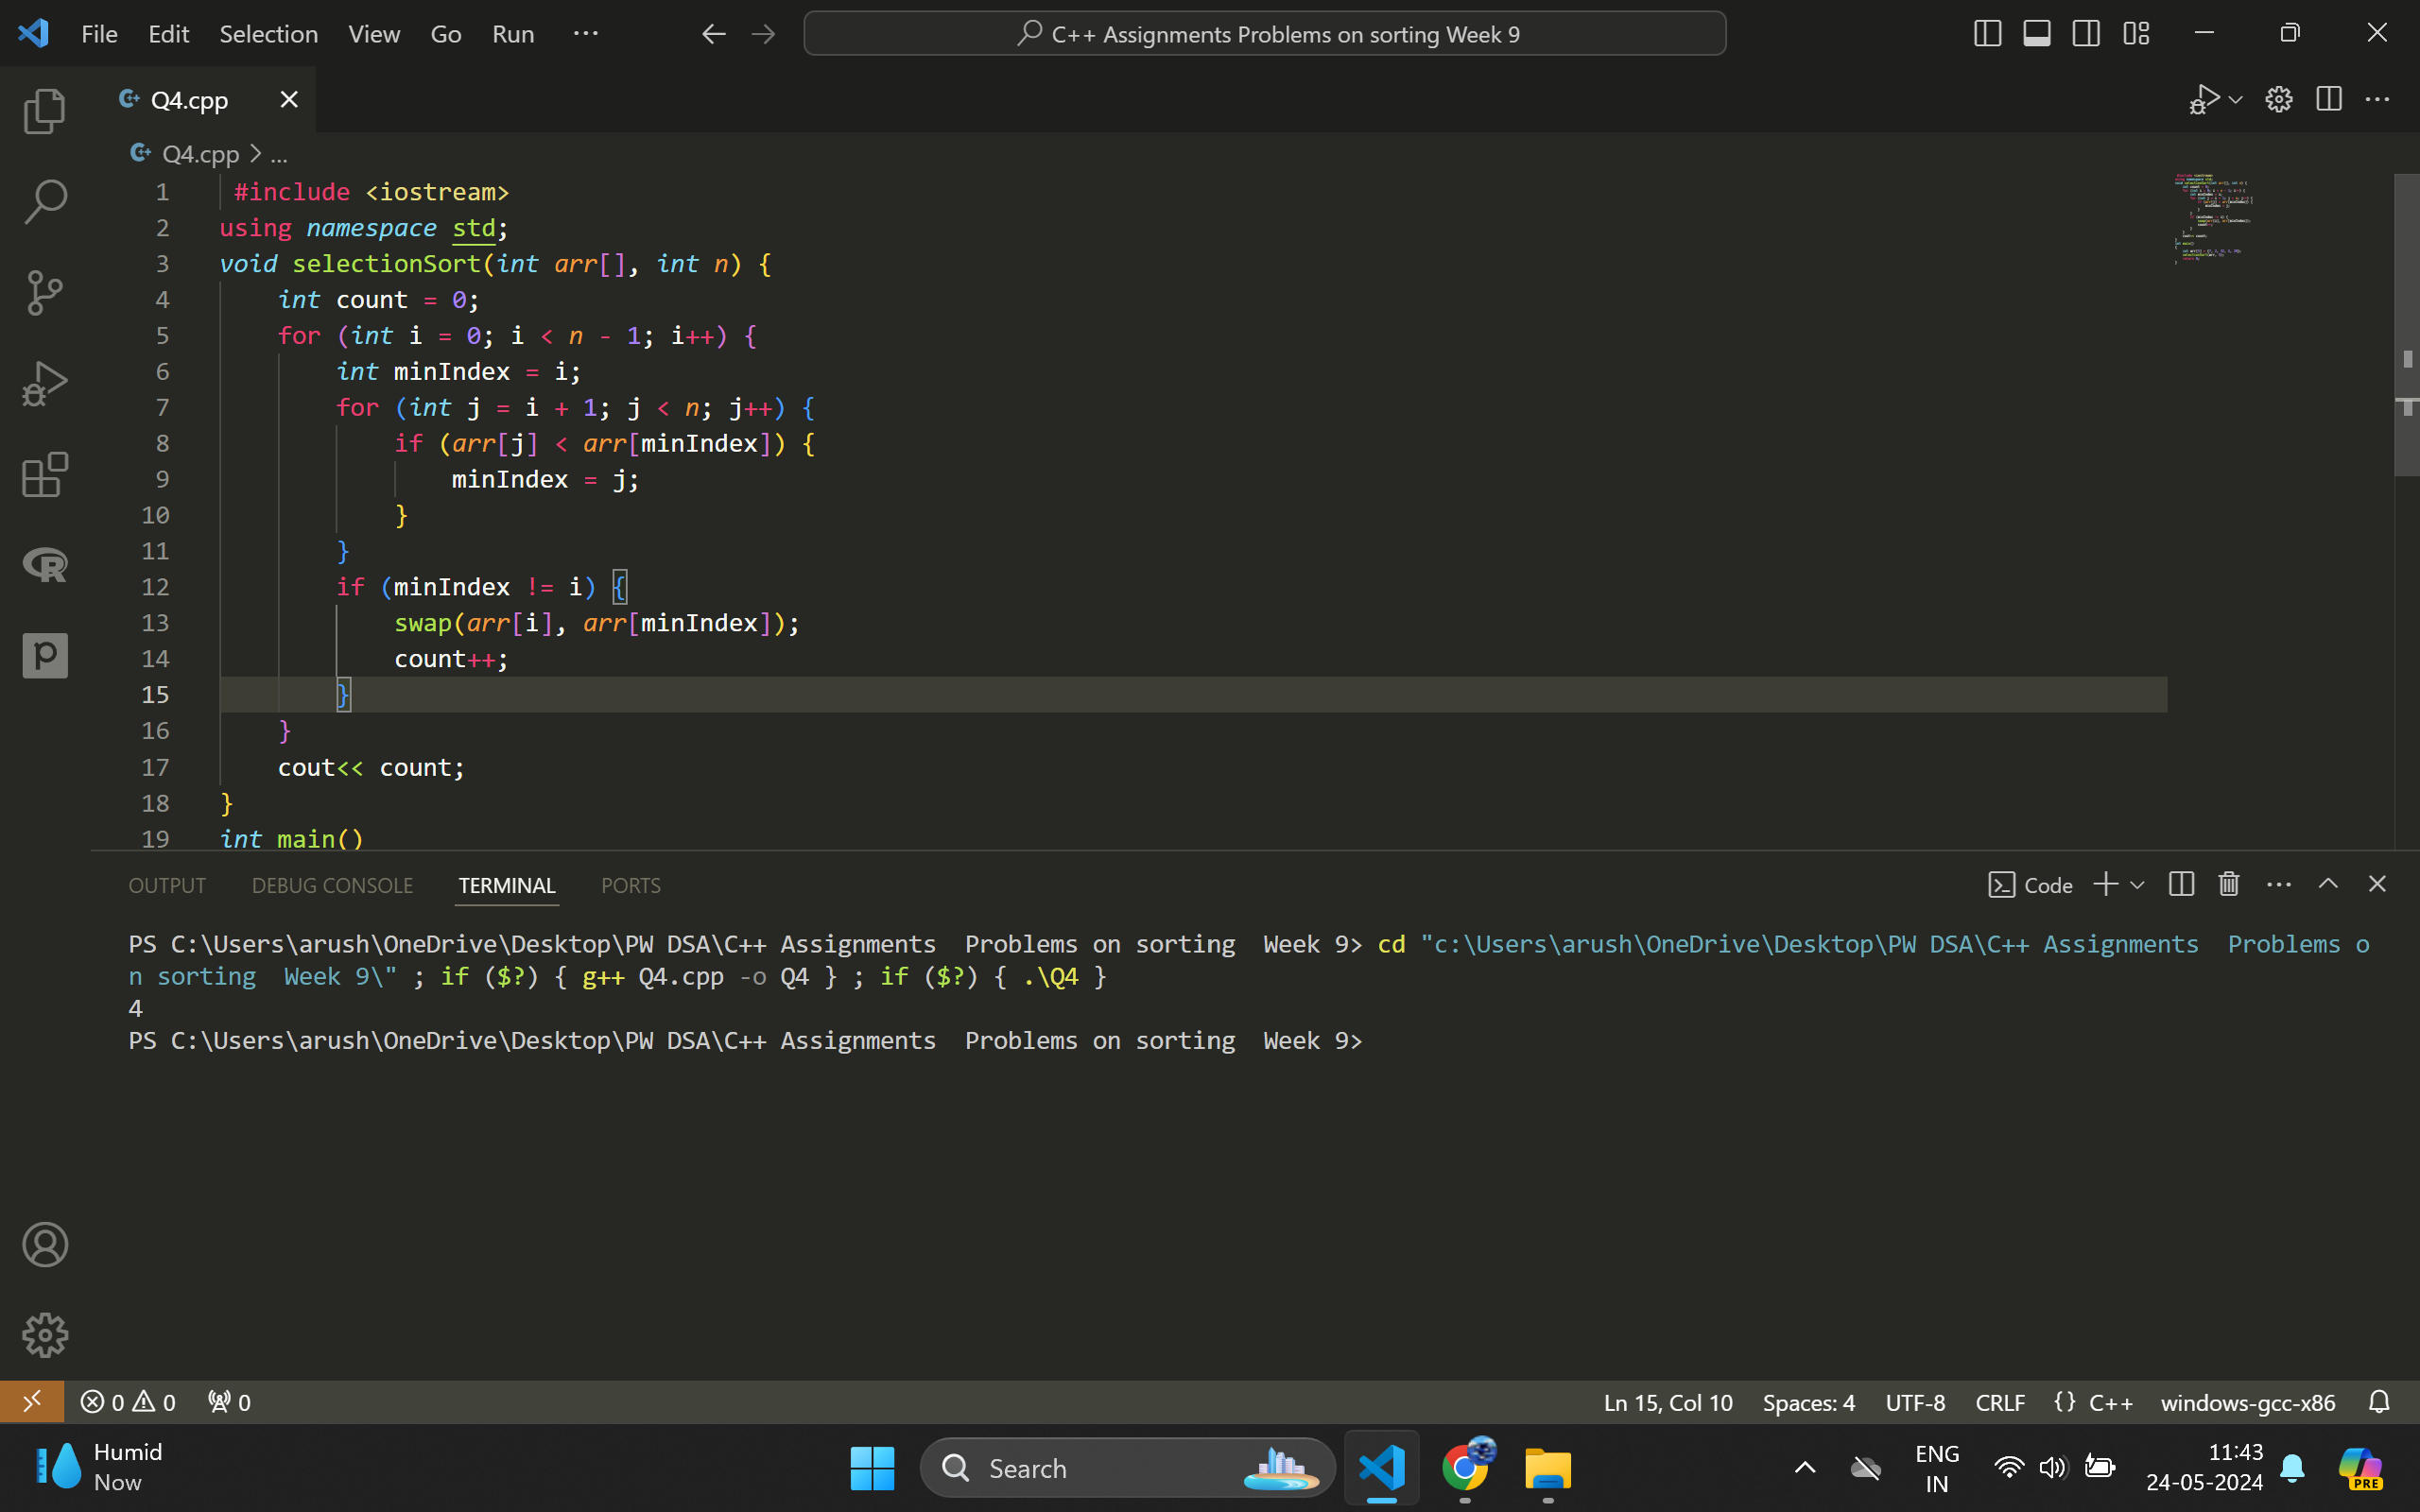 File Edit Selection View Go Run ···
C++ Assignments Problems on sorting Week 9
Q4.cpp
Q4.cpp > ...
1 #include <iostream>
2 using namespace std;
3 void selectionSort(int arr[], int n) {
4     int count = 0;
5     for (int i = 0; i < n - 1; i++) {
6         int minIndex = i;
7         for (int j = i + 1; j < n; j++) {
8             if (arr[j] < arr[minIndex]) {
9                 minIndex = j;
10             }
11         }
12         if (minIndex != i) {
13             swap(arr[i], arr[minIndex]);
14             count++;
15         }
16     }
17     cout<< count;
18 }
19 int main()
OUTPUT DEBUG CONSOLE TERMINAL PORTS
Code
PS C:\Users\arush\OneDrive\Desktop\PW DSA\C++ Assignments  Problems on sorting  Week 9> cd "c:\Users\arush\OneDrive\Desktop\PW DSA\C++ Assignments  Problems o
n sorting  Week 9\" ; if ($?) { g++ Q4.cpp -o Q4 } ; if ($?) { .\Q4 }
4
PS C:\Users\arush\OneDrive\Desktop\PW DSA\C++ Assignments  Problems on sorting  Week 9>
0 0 0
Ln 15, Col 10 Spaces: 4 UTF-8 CRLF {} C++ windows-gcc-x86
Humid
Now
Search
ENG
IN
11:43
24-05-2024
PRE